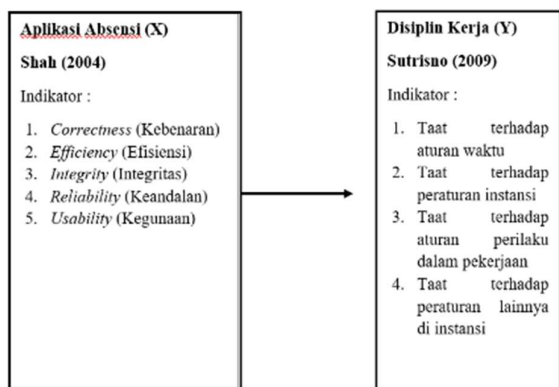 Aplikasi Absensi (X)
Shah (2004)
Indikator :
1. Correctness (Kebenaran)
2. Efficiency (Efisiensi)
3. Integrity (Integritas)
4. Reliability (Keandalan)
5. Usability (Kegunaan)
Disiplin Kerja (Y)
Sutrisno (2009)
Indikator :
1. Taat terhadap
aturan waktu
2. Taat terhadap
peraturan instansi
3. Taat terhadap
aturan perilaku
dalam pekerjaan
4. Taat terhadap
peraturan lainnya
di instansi